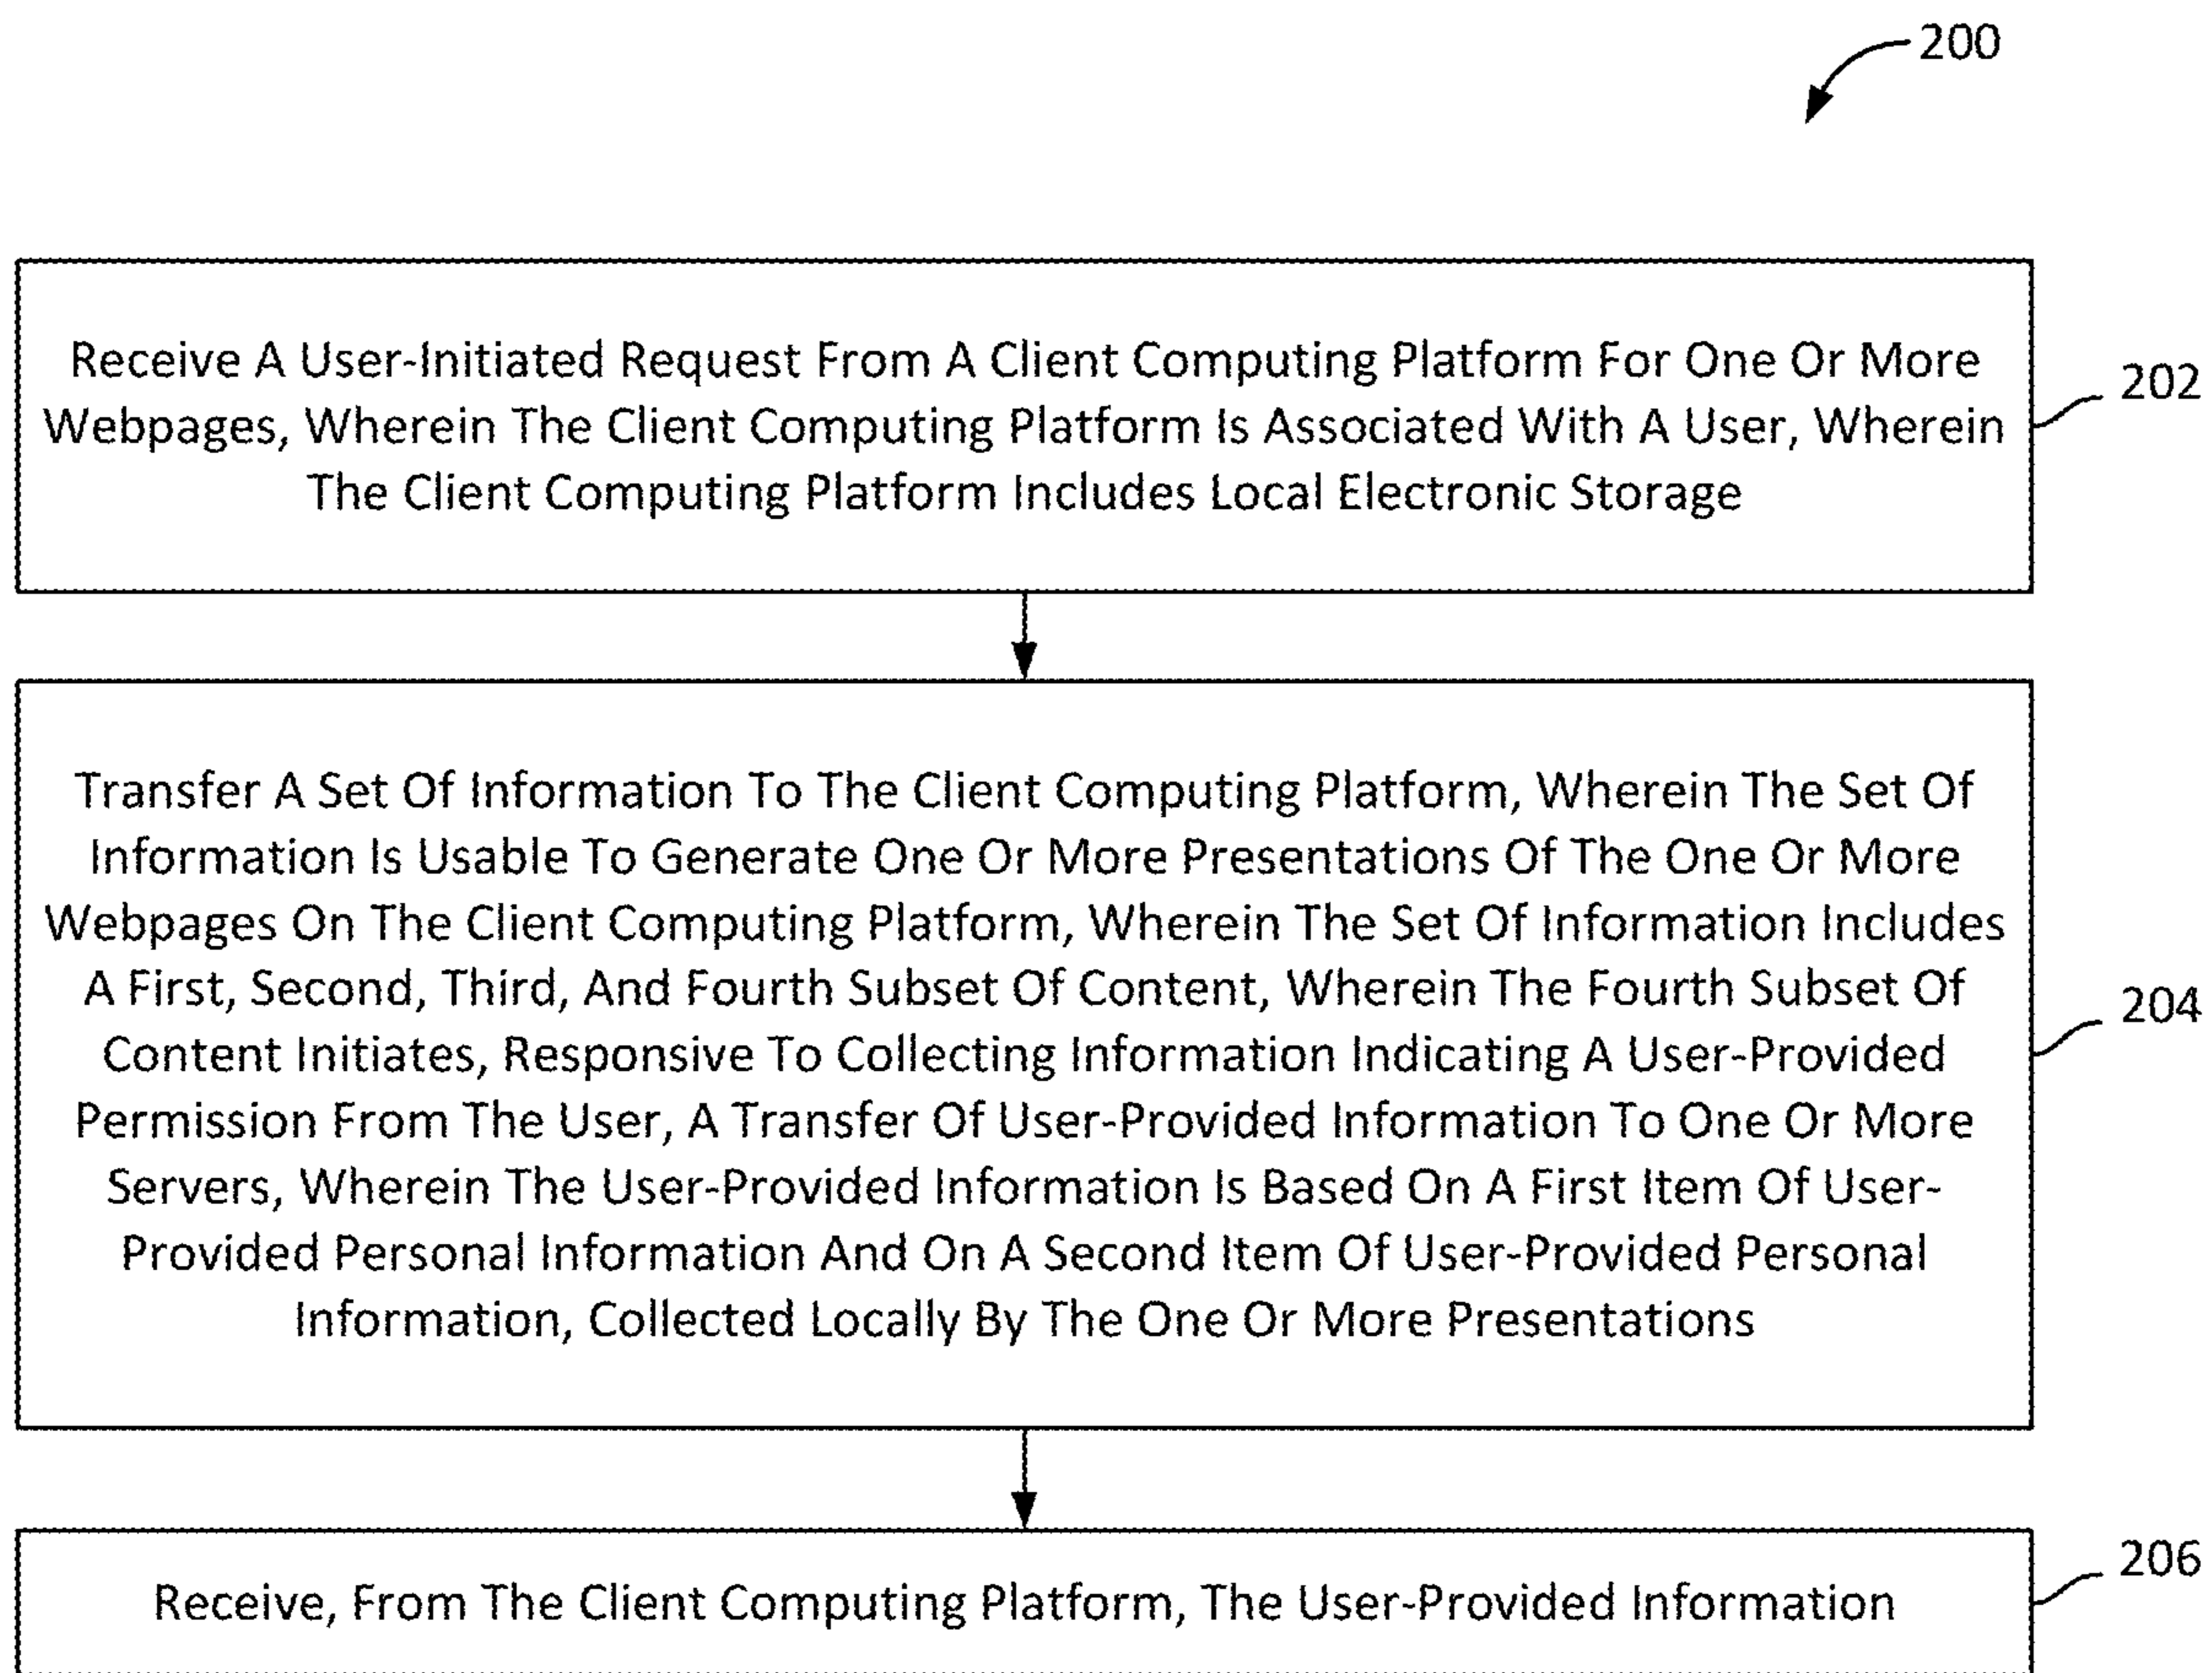 200
Receive A User-Initiated Request From A Client Computing Platform For One Or More
Webpages, Wherein The Client Computing Platform Is Associated With A User, Wherein
The Client Computing Platform Includes Local Electronic Storage
202
Transfer A Set Of Information To The Client Computing Platform, Wherein The Set Of
Information Is Usable To Generate One Or More Presentations Of The One Or More
Webpages On The Client Computing Platform, Wherein The Set Of Information Includes
A First, Second, Third, And Fourth Subset Of Content, Wherein The Fourth Subset Of
Content Initiates, Responsive To Collecting Information Indicating A User-Provided
Permission From The User, A Transfer Of User-Provided Information To One Or More
Servers, Wherein The User-Provided Information Is Based On A First Item Of User-
Provided Personal Information And On A Second Item Of User-Provided Personal
Information, Collected Locally By The One Or More Presentations
204
Receive, From The Client Computing Platform, The User-Provided Information
206